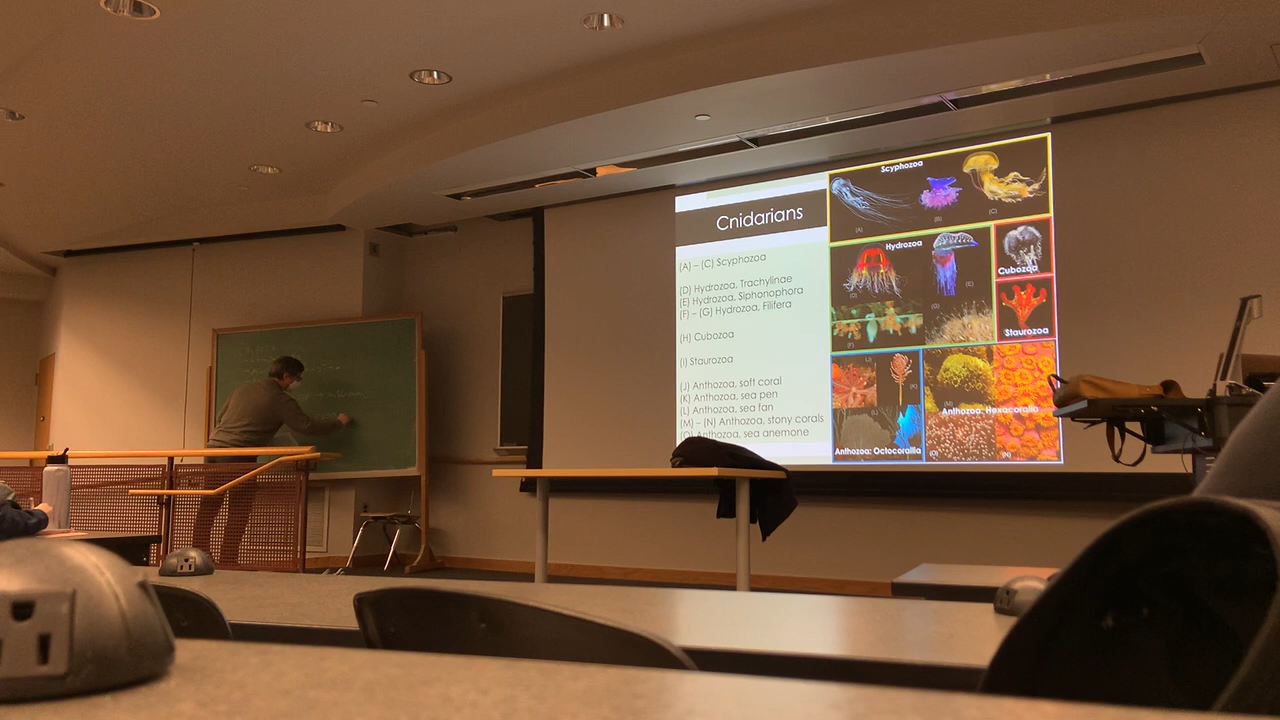 Cnidarians
(A) – (C) Scyphozoa
(D) Hydrozoa, Trachylinae
(E) Hydrozoa, Siphonophora
(F) – (G) Hydrozoa, Filifera
(H) Cubozoa
(I) Staurozoa
(J) Anthozoa, soft coral
(K) Anthozoa, sea pen
(L) Anthozoa, sea fan
(M) – (N) Anthozoa, stony corals
(O) Anthozoa, sea anemone
Scyphozoa
(A)
(B)
(C)
Hydrozoa
(D)
(E)
(F)
(G)
Cubozoa
Staurozoa
(J)
(K)
(L)
Anthozoa: Octocorallia
(M)
Anthozoa: Hexacorallia
(O)
(N)